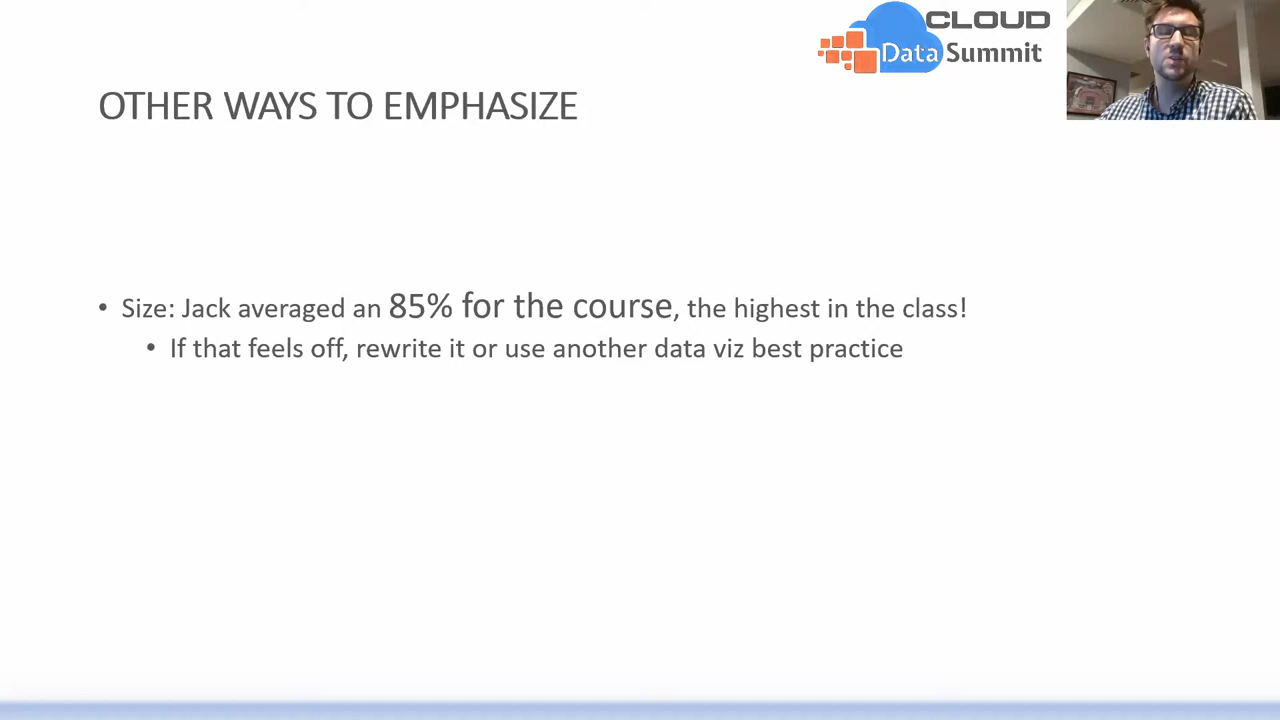 CLOUD
Data Summit
OTHER WAYS TO EMPHASIZE
• Size: Jack averaged an 85% for the course, the highest in the class!
• If that feels off, rewrite it or use another data viz best practice